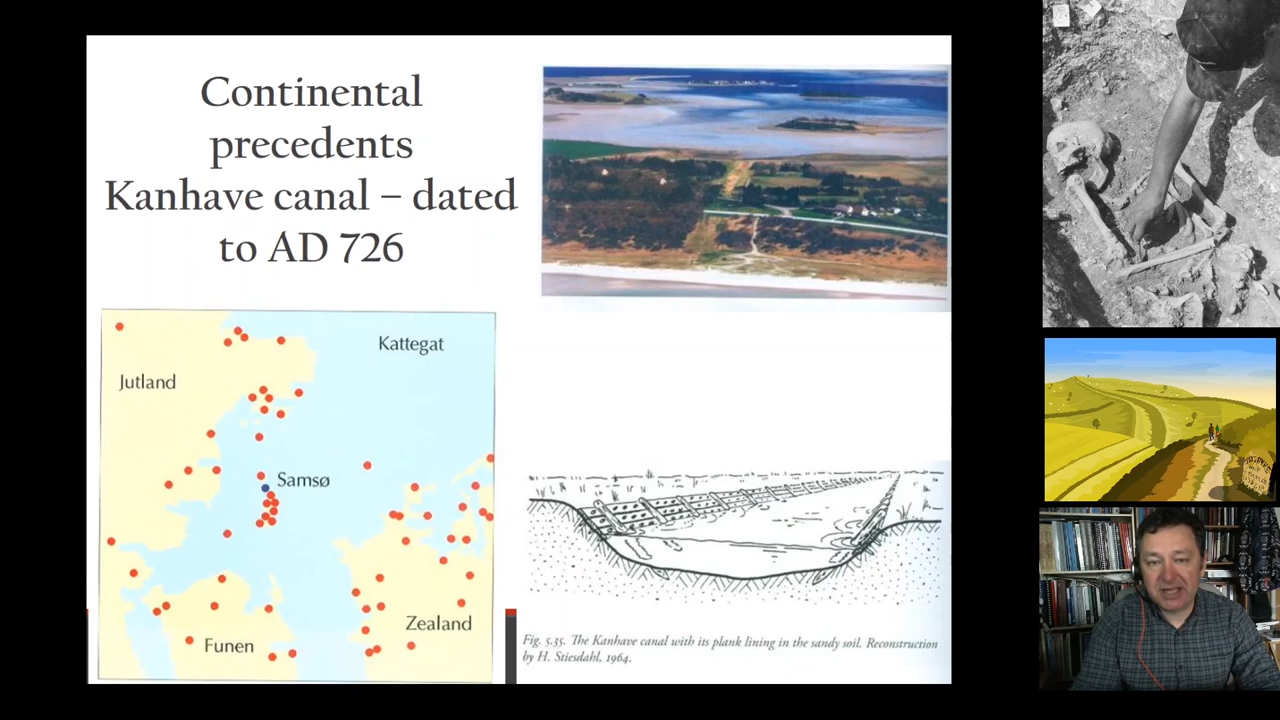 Continental
precedents
Kanhave canal – dated
to AD 726
Kattegat
Jutland
Samsø
Zealand
Funen
Fig. 5.35. The Kanhave canal with its plank lining in the sandy soil. Reconstruction
by H. Stiesdahl, 1964.